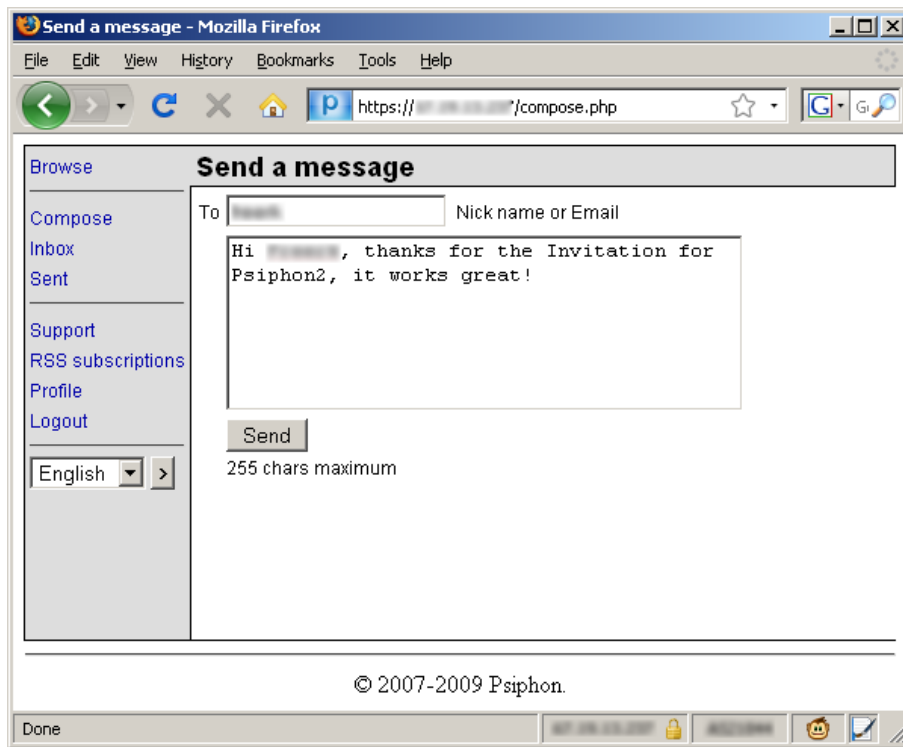 Send a message - Mozilla Firefox
File Edit View History Bookmarks Tools Help
https:// /compose.php
G
Browse
Send a message
Compose
Inbox
Sent
Support
RSS subscriptions
Profile
Logout
English >
To Nick name or Email
Hi , thanks for the Invitation for
Psiphon2, it works great!
Send
255 chars maximum
© 2007-2009 Psiphon.
Done